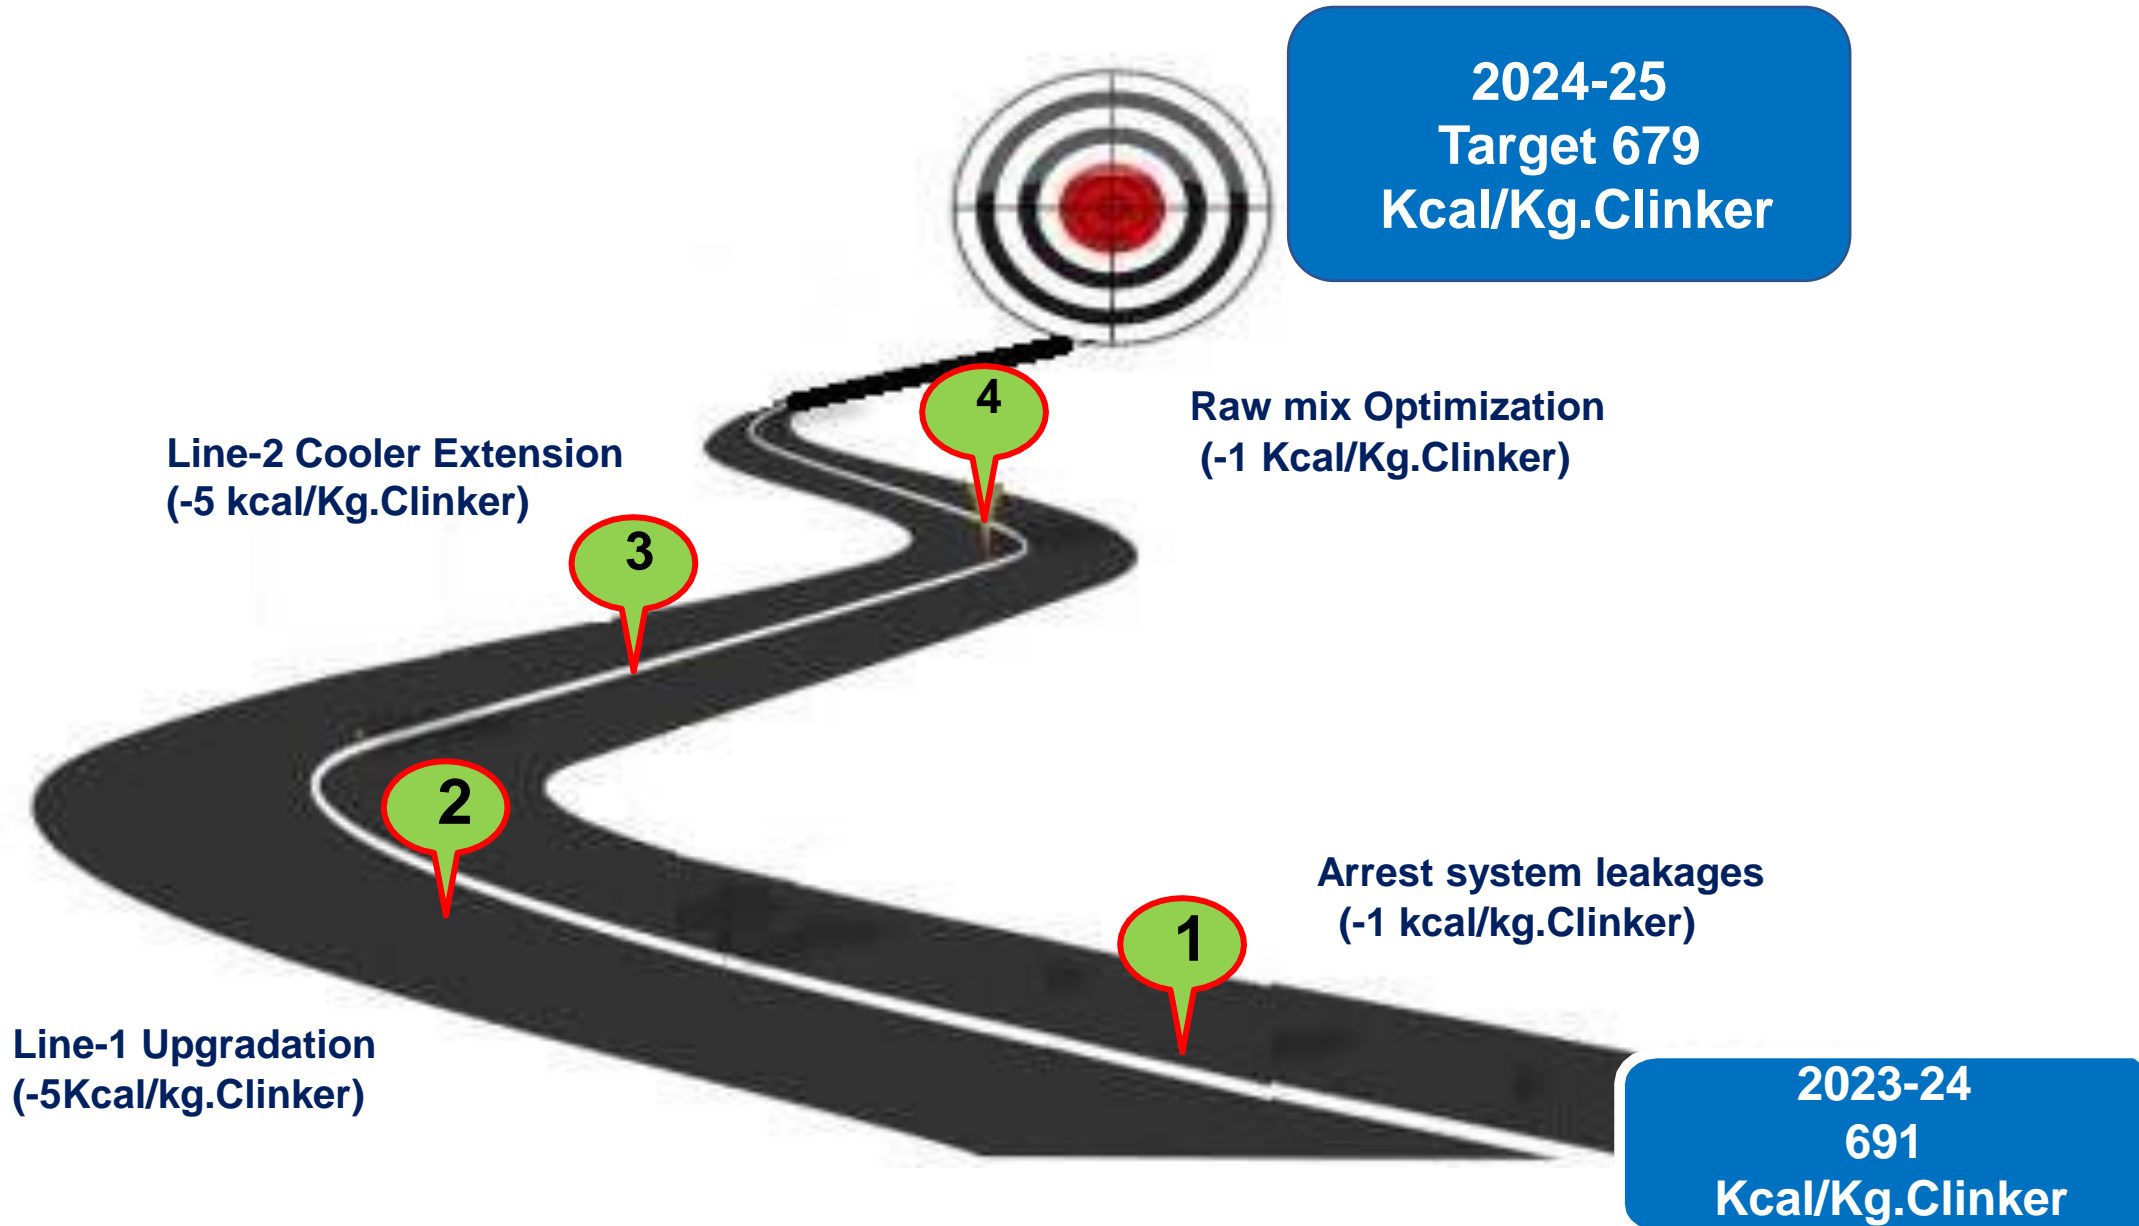 2024-25
Target 679
Kcal/Kg.Clinker
4
Raw mix Optimization
(-1 Kcal/Kg.Clinker)
Line-2 Cooler Extension
(-5 kcal/Kg.Clinker)
3
2
Arrest system leakages
(-1 kcal/kg.Clinker)
1
Line-1 Upgradation
(-5Kcal/kg.Clinker)
2023-24
691
Kcal/Kg.Clinker